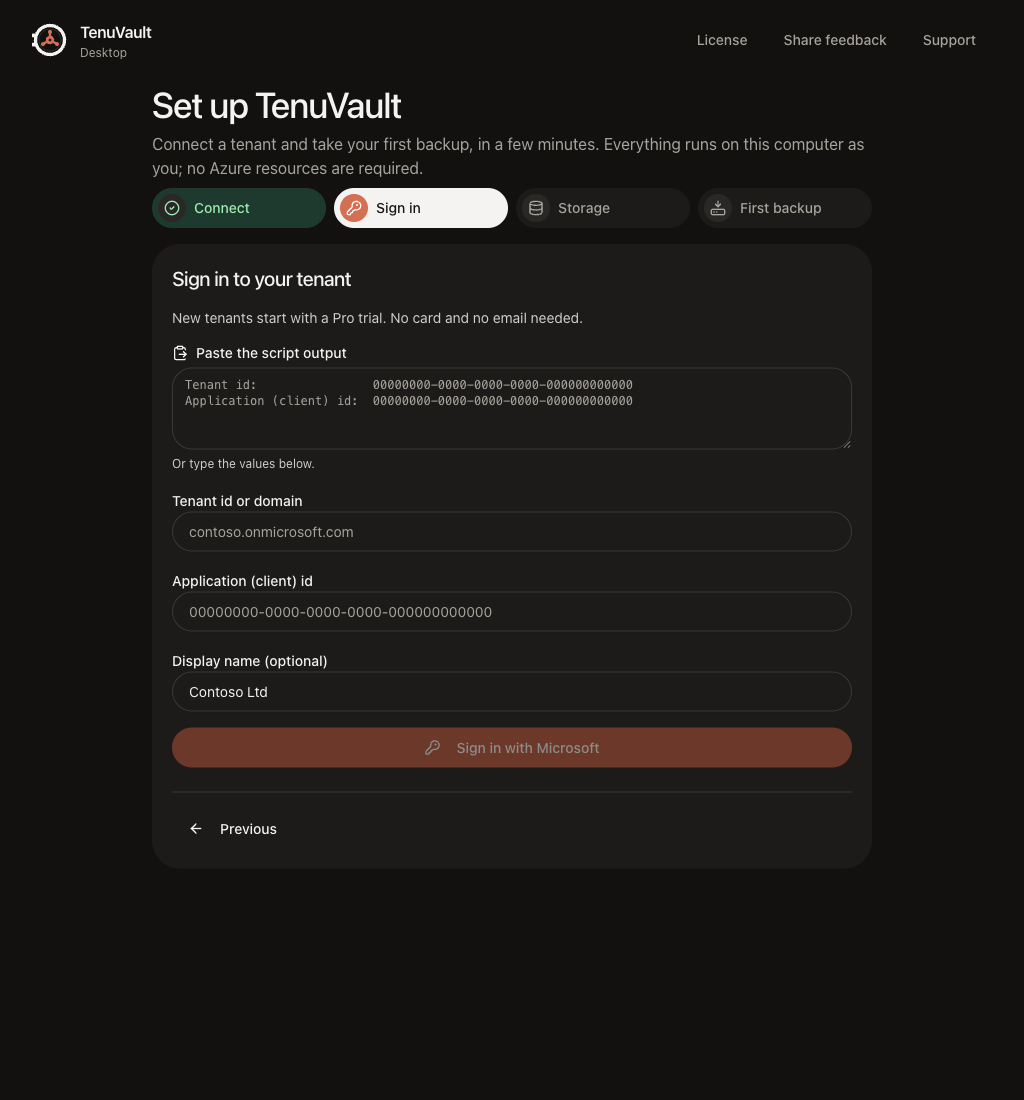 TenuVault
Desktop
License
Share feedback
Support
Set up TenuVault
Connect a tenant and take your first backup, in a few minutes. Everything runs on this computer as
you; no Azure resources are required.
Connect
Sign in
Storage
First backup
Sign in to your tenant
New tenants start with a Pro trial. No card and no email needed.
Paste the script output
Tenant id: 00000000-0000-0000-0000-000000000000
Application (client) id: 00000000-0000-0000-0000-000000000000
Or type the values below.
Tenant id or domain
contoso.onmicrosoft.com
Application (client) id
00000000-0000-0000-0000-000000000000
Display name (optional)
Contoso Ltd
Sign in with Microsoft
Previous